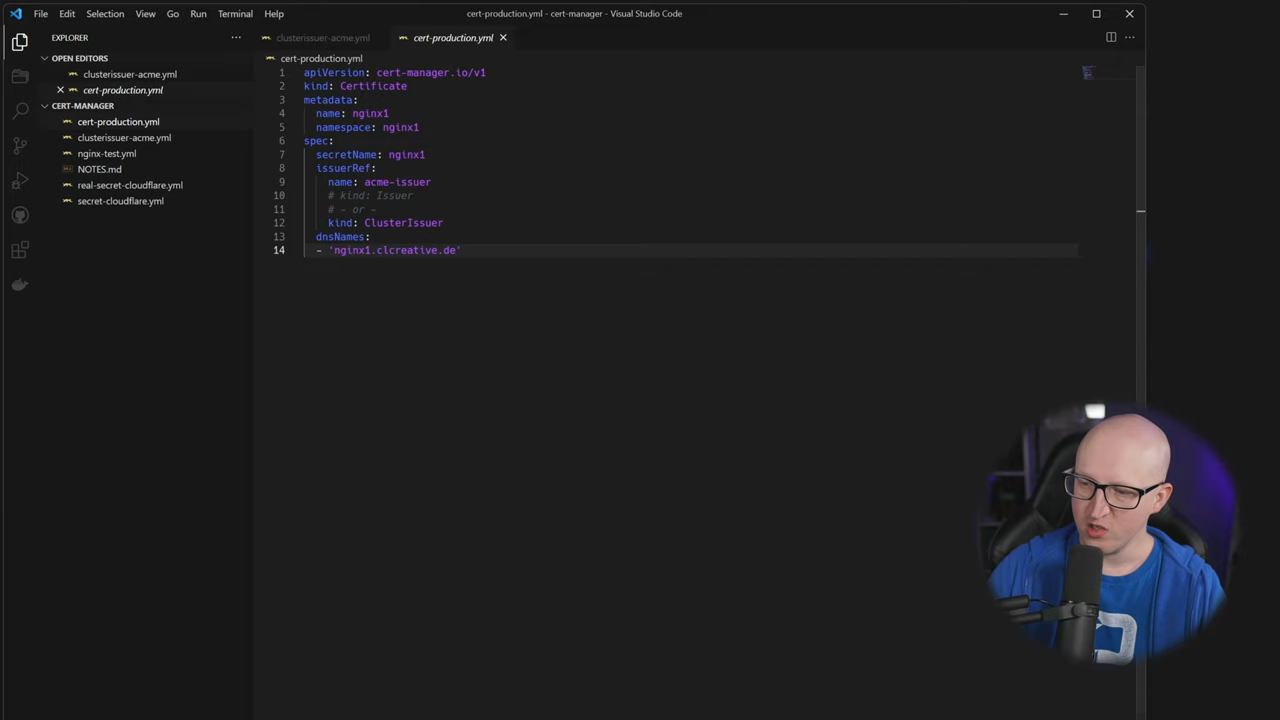 File Edit Selection View Go Run Terminal Help
cert-production.yml - cert-manager - Visual Studio Code
EXPLORER
OPEN EDITORS
clusterissuer-acme.yml
cert-production.yml
CERT-MANAGER
cert-production.yml
clusterissuer-acme.yml
nginx-test.yml
NOTES.md
real-secret-cloudflare.yml
secret-cloudflare.yml
clusterissuer-acme.yml
cert-production.yml
cert-production.yml
1 apiVersion: cert-manager.io/v1
2 kind: Certificate
3 metadata:
4 name: nginx1
5 namespace: nginx1
6 spec:
7 secretName: nginx1
8 issuerRef:
9 name: acme-issuer
10 # kind: Issuer
11 # - or -
12 kind: ClusterIssuer
13 dnsNames:
14 - 'nginx1.clcreative.de'